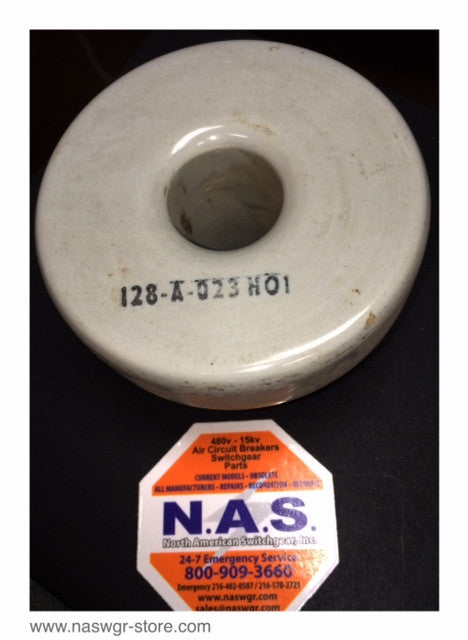 128-A-023 H01
480v - 15kv
Air Circuit Breakers
Switchgear
Parts
CURRENT MODELS - OBSOLETE
ALL MANUFACTURERS - REPAIRS - RECONDITION - RETROFILL
N.A.S.
North American Switchgear, Inc.
24-7 Emergency Service
800-909-3660
Emergency 216-402-0507 / 216-570-2725
www.naswgr.com
sales@naswgr.com
www.naswgr-store.com